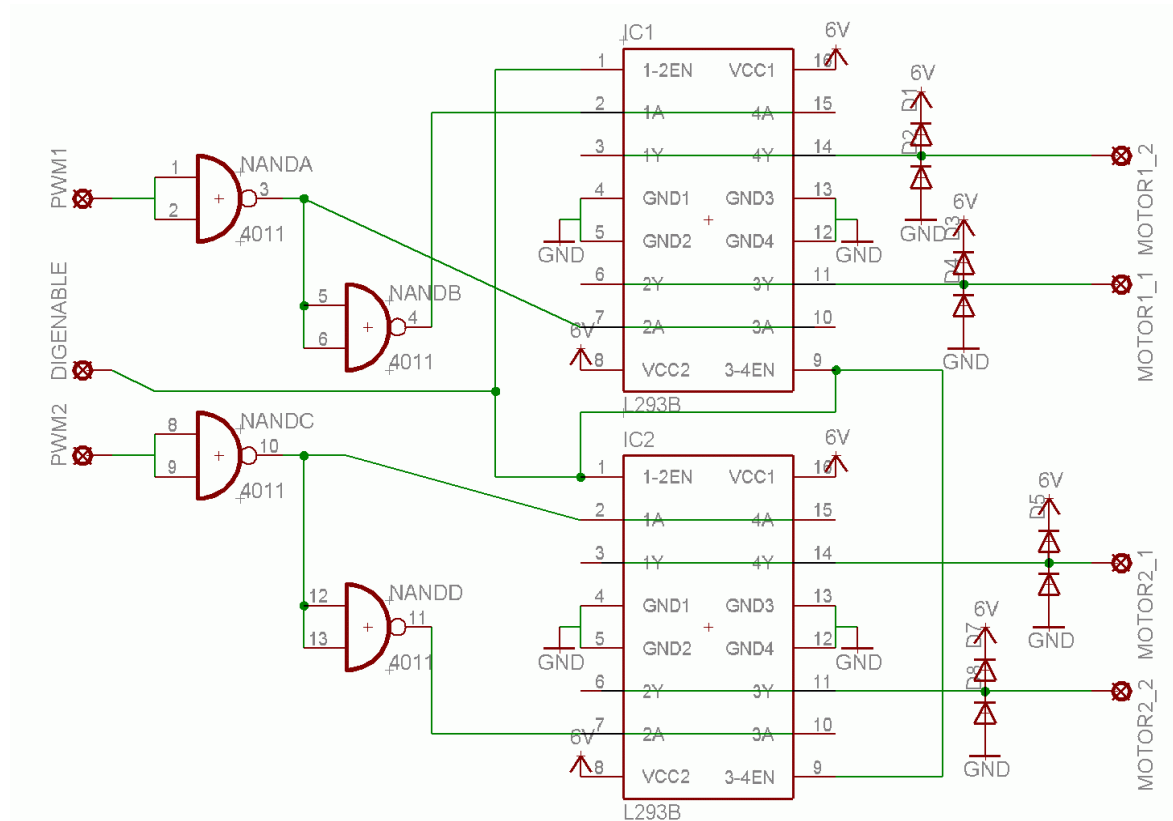 IC1
6V
1
1-2EN
VCC1
16
2
1A
4A
15
3
1Y
4Y
14
4
GND1
GND3
13
5
GND2
GND4
12
GND
GND
6
2Y
3Y
11
7
2A
3A
10
6V
8
VCC2
3-4EN
9
L293B
PWM1
1
2
NANDA
3
4011
5
6
NANDB
4
4011
DIGENABLE
PWM2
8
9
NANDC
10
4011
12
13
NANDD
11
4011
6V
D1
D2
GND
MOTOR1_2
6V
D3
D4
GND
MOTOR1_1
IC2
6V
1
1-2EN
VCC1
16
2
1A
4A
15
3
1Y
4Y
14
4
GND1
GND3
13
5
GND2
GND4
12
GND
GND
6
2Y
3Y
11
7
2A
3A
10
6V
8
VCC2
3-4EN
9
L293B
6V
D5
GND
MOTOR2_1
6V
D7
D8
GND
MOTOR2_2